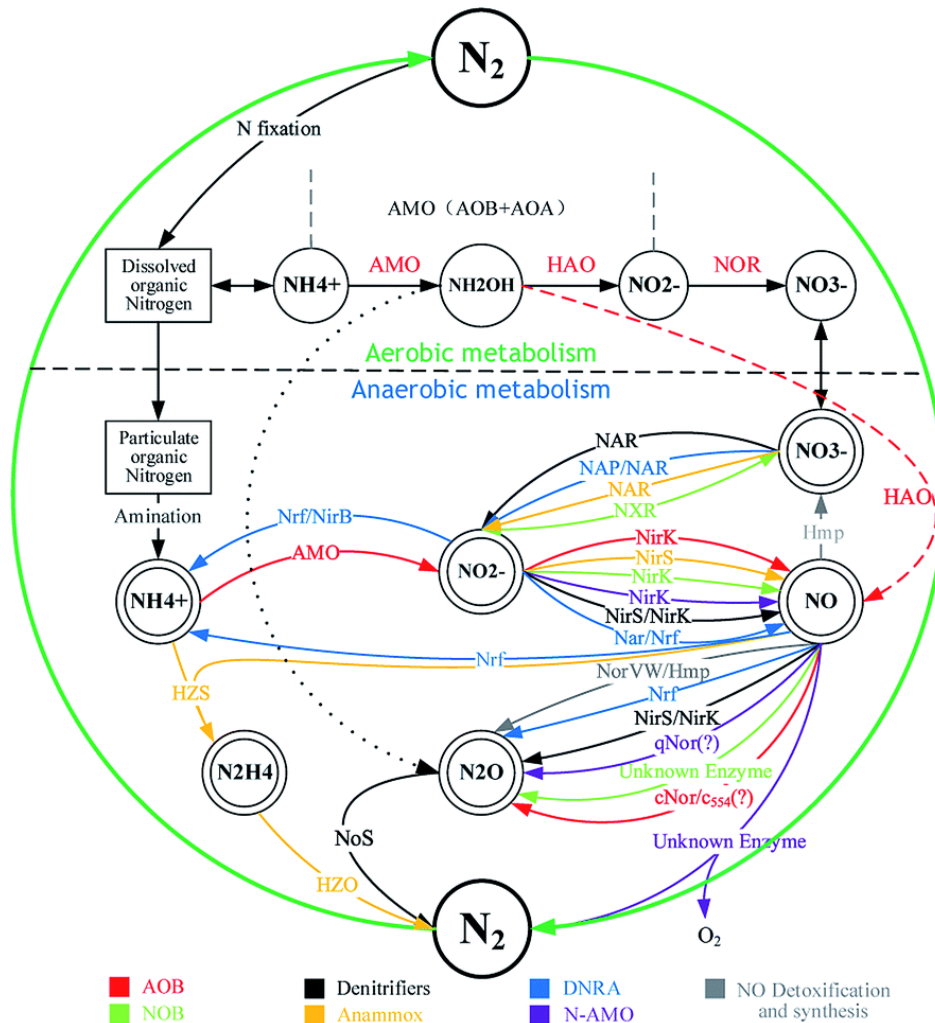 N₂
N fixation
AMO（AOB+AOA）
Dissolved
organic
Nitrogen
NH4+
AMO
NH2OH
HAO
NO2-
NOR
NO3-
Aerobic metabolism
Anaerobic metabolism
Particulate
organic
Nitrogen
NAR
NO3-
NAP/NAR
NAR
NXR
HAO
Amination
Nrf/NirB
Hmp
AMO
NirK
NirS
NH4+
NO2-
NirK
NO
NirK
NirS/NirK
Nar/Nrf
Nrf
NorVW/Hmp
HZS
Nrf
NirS/NirK
qNor(?)
N2H4
N2O
Unknown Enzyme
cNor/c₅₅₄(?)
NoS
Unknown Enzyme
HZO
N₂
O₂
AOB
Denitrifiers
DNRA
NO Detoxification
and synthesis
NOB
Anammox
N-AMO